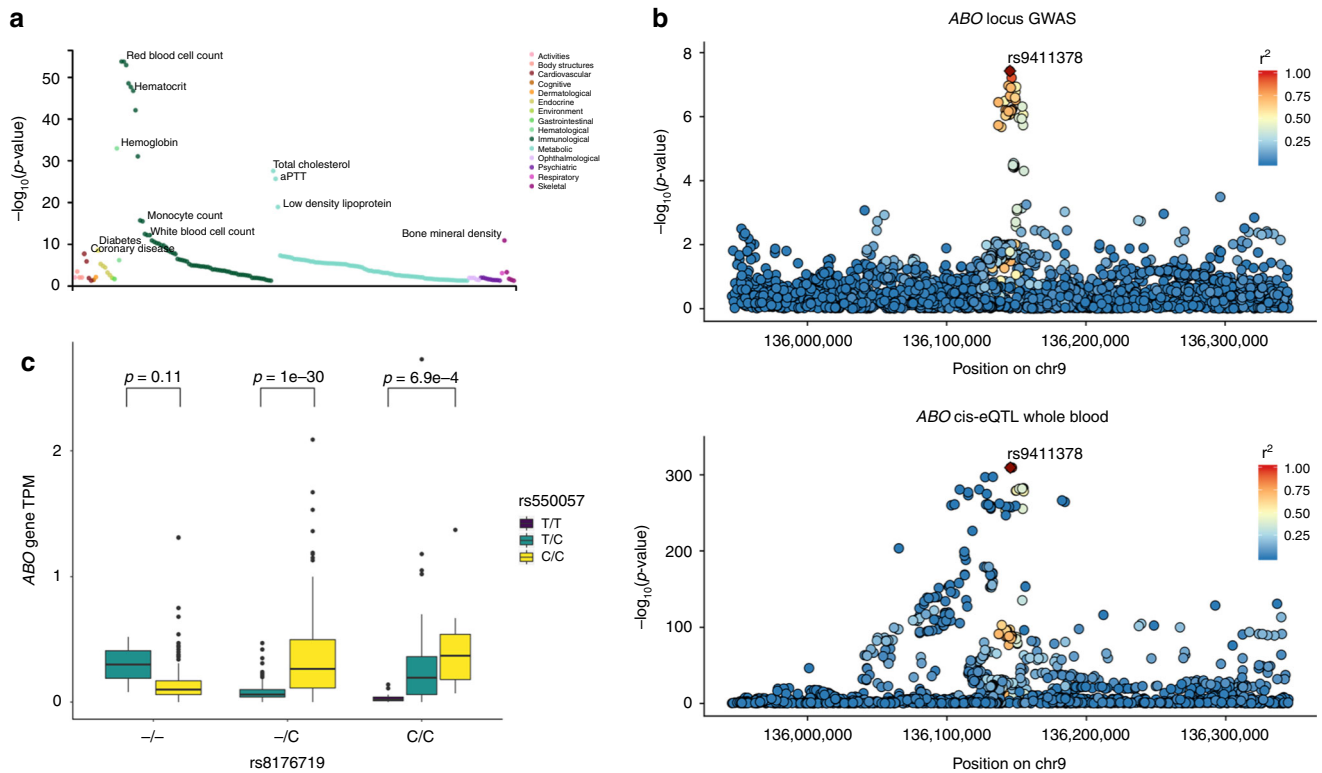 a
−log10(p-value)
50
40
30
20
10
0
Red blood cell count
Hematocrit
Hemoglobin
Total cholesterol
aPTT
Low density lipoprotein
Monocyte count
White blood cell count
Diabetes
Coronary disease
Bone mineral density
Activities
Body structures
Cardiovascular
Cognitive
Dermatological
Endocrine
Environment
Gastrointestinal
Hematological
Immunological
Metabolic
Ophthalmological
Psychiatric
Respiratory
Skeletal
b
ABO locus GWAS
rs9411378
−log10(p-value)
8
6
4
2
0
r2
1.00
0.75
0.50
0.25
136,000,000 136,100,000 136,200,000 136,300,000
Position on chr9
ABO cis-eQTL whole blood
rs9411378
−log10(p-value)
300
200
100
0
r2
1.00
0.75
0.50
0.25
136,000,000 136,100,000 136,200,000 136,300,000
Position on chr9
c
p = 0.11 p = 1e−30 p = 6.9e−4
ABO gene TPM
2
1
0
rs550057
T/T
T/C
C/C
−/− −/C C/C
rs8176719